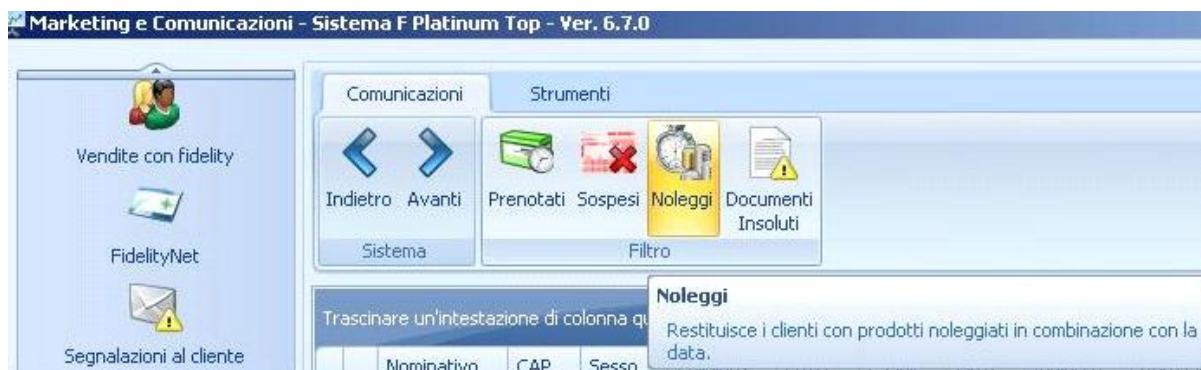 Marketing e Comunicazioni - Sistema F Platinum Top - Ver. 6.7.0
Vendite con fidelity
FidelityNet
Segnalazioni al cliente
Comunicazioni
Strumenti
Indietro
Avanti
Sistema
Prenotati
Sospesi
Noleggi
Documenti
Insoluti
Filtro
Trascinare un'intestazione di colonna
Nominativo
CAP
Sesso
Noleggi
Restituisce i clienti con prodotti noleggiati in combinazione con la
data.